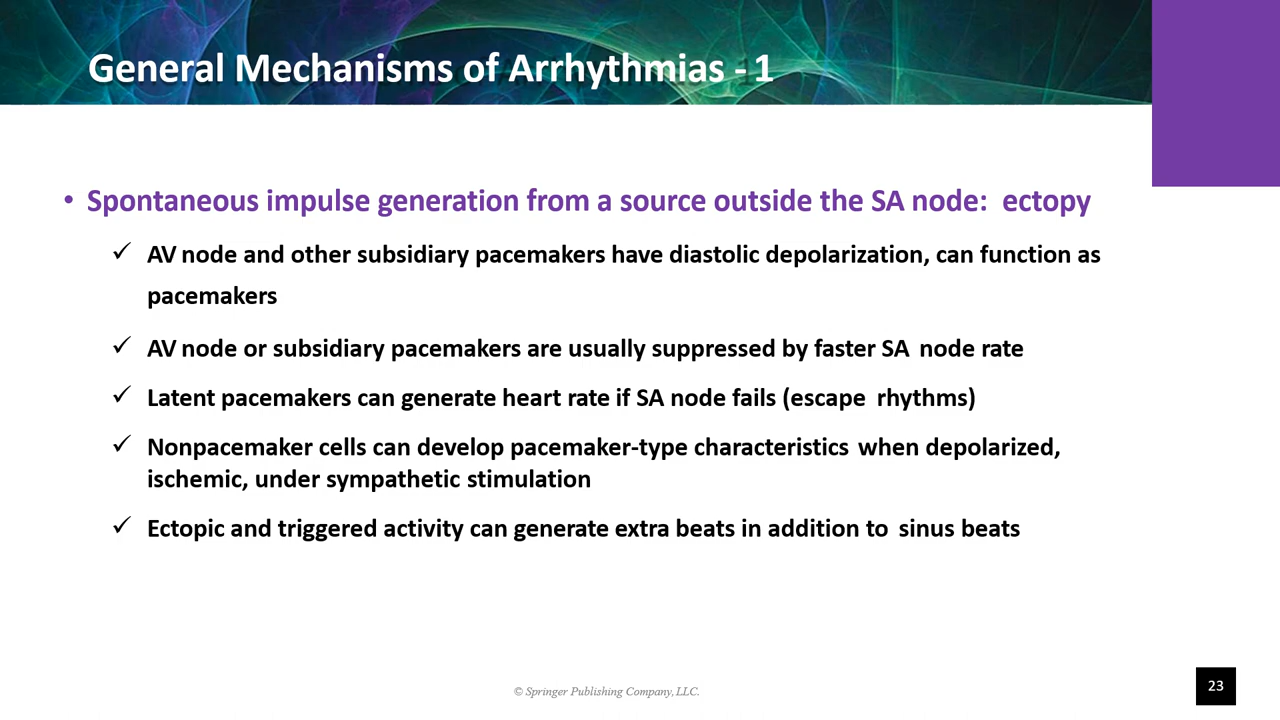 General Mechanisms of Arrhythmias - 1
• Spontaneous impulse generation from a source outside the SA node: ectopy
✓ AV node and other subsidiary pacemakers have diastolic depolarization, can function as
pacemakers
✓ AV node or subsidiary pacemakers are usually suppressed by faster SA node rate
✓ Latent pacemakers can generate heart rate if SA node fails (escape rhythms)
✓ Nonpacemaker cells can develop pacemaker-type characteristics when depolarized,
ischemic, under sympathetic stimulation
✓ Ectopic and triggered activity can generate extra beats in addition to sinus beats
© Springer Publishing Company, LLC.
23